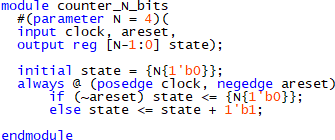 module counter_N_bits
#(parameter N = 4)(
input clock, areset,
output reg [N-1:0] state);
initial state = {N{1'b0}};
always @ (posedge clock, negedge areset)
if (~areset) state <= {N{1'b0}};
else state <= state + 1'b1;
endmodule